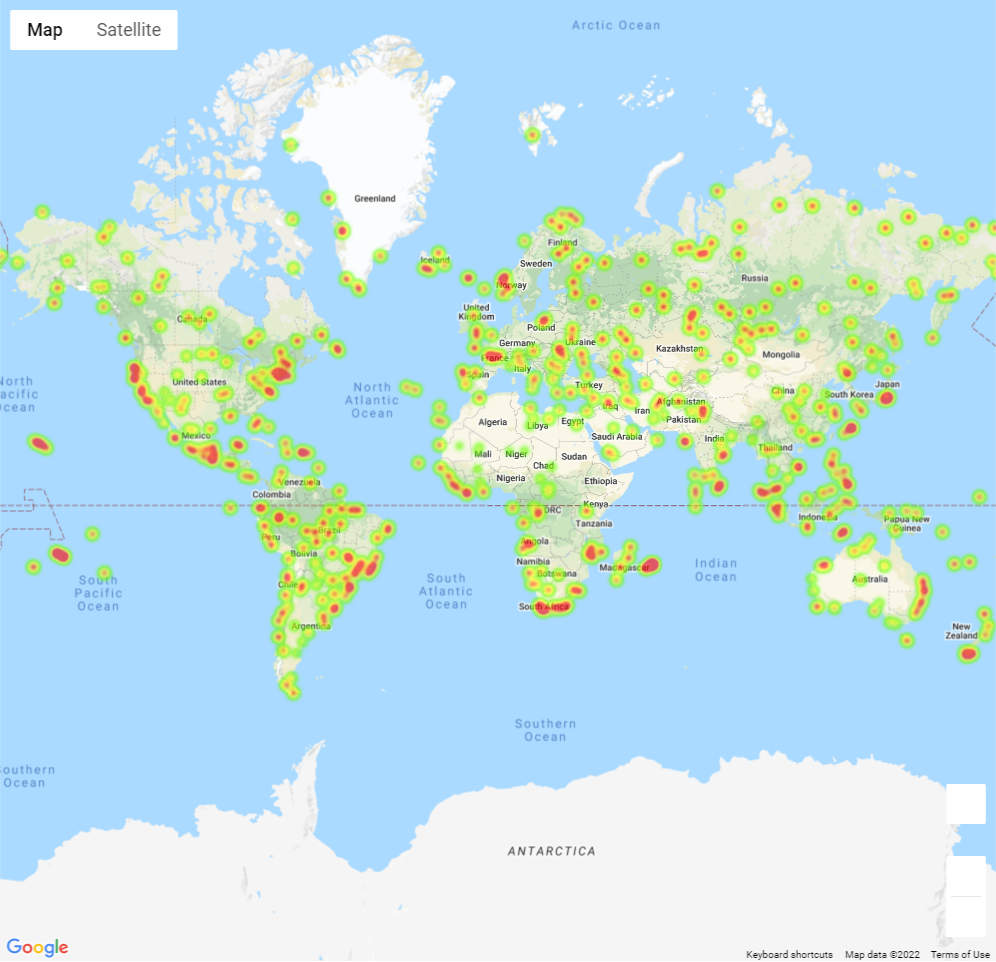 Map
Satellite
Arctic Ocean
Greenland
Iceland
Finland
Sweden
Norway
Russia
United
Kingdom
Canada
Poland
Germany
Ukraine
France
Kazakhstan
Mongolia
Italy
Spain
United States
North
Pacific
Ocean
North
Atlantic
Ocean
Turkey
China
Japan
South Korea
Afghanistan
Iraq
Iran
Pakistan
Algeria
Libya
Egypt
Saudi Arabia
India
Mexico
Mali
Niger
Sudan
Chad
Thailand
Nigeria
Ethiopia
Venezuela
Colombia
Kenya
DRC
Indonesia
Papua New
Guinea
Tanzania
Peru
Brazil
Angola
Bolivia
Namibia
Madagascar
Botswana
Indian
Ocean
South
Pacific
Ocean
South
Atlantic
Ocean
Chile
Australia
South Africa
Argentina
New
Zealand
Southern
Ocean
Southern
Ocean
ANTARCTICA
Google
Keyboard shortcuts Map data ©2022 Terms of Use